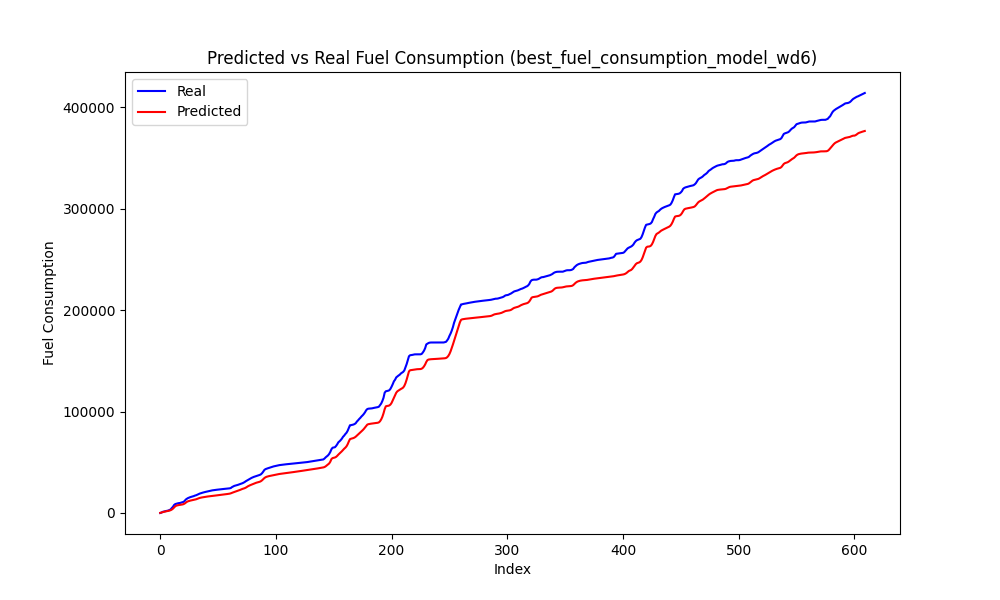 Predicted vs Real Fuel Consumption (best_fuel_consumption_model_wd6)
Real
Predicted
400000
300000
200000
100000
0
Fuel Consumption
0 100 200 300 400 500 600
Index